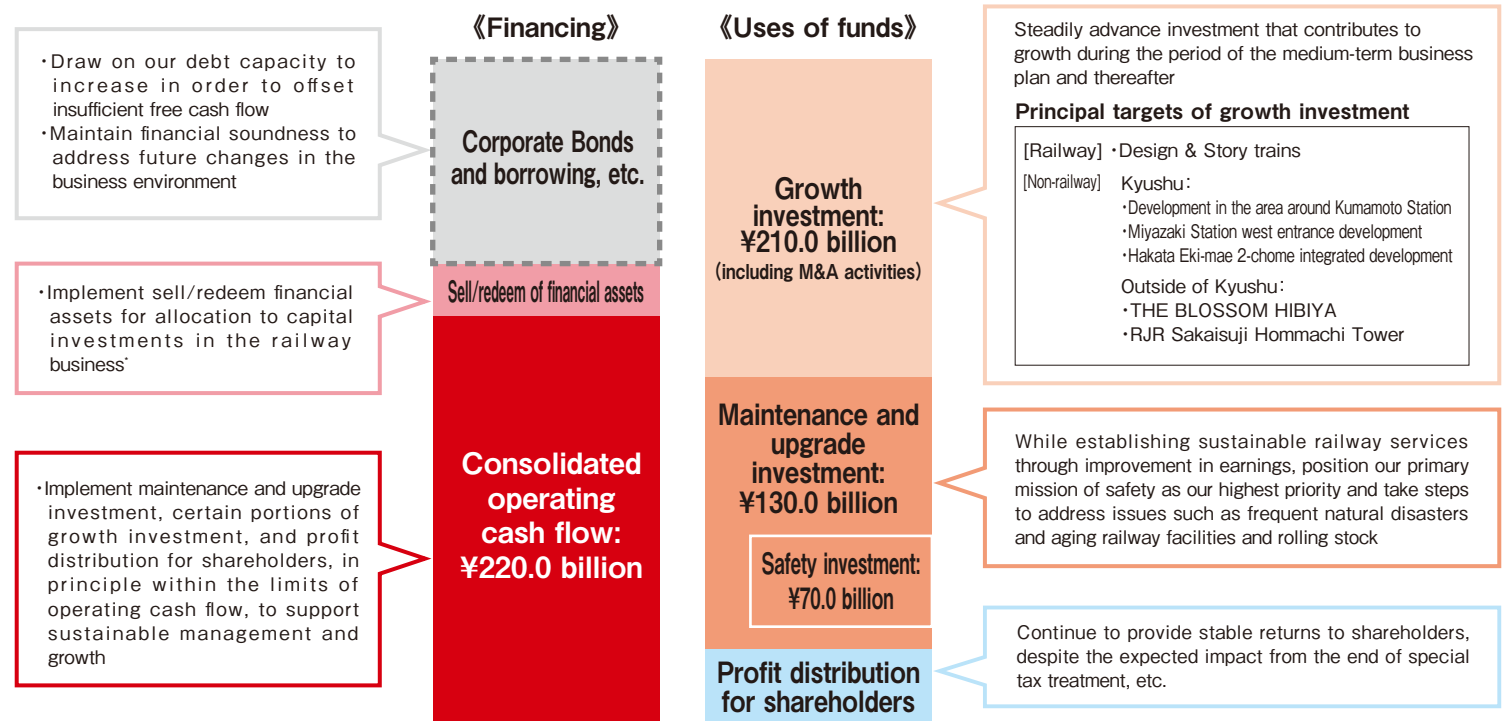 《Financing》
・Draw on our debt capacity to
increase in order to offset
insufficient free cash flow
・Maintain financial soundness to
address future changes in the
business environment
Corporate Bonds
and borrowing, etc.
・Implement sell/redeem financial
assets for allocation to capital
investments in the railway
business*
Sell/redeem of financial assets
・Implement maintenance and upgrade
investment, certain portions of
growth investment, and profit
distribution for shareholders, in
principle within the limits of
operating cash flow, to support
sustainable management and
growth
Consolidated
operating
cash flow:
¥220.0 billion
《Uses of funds》
Growth
investment:
¥210.0 billion
(including M&A activities)
Steadily advance investment that contributes to
growth during the period of the medium-term business
plan and thereafter
Principal targets of growth investment
[Railway] ・Design & Story trains
[Non-railway] Kyushu:
・Development in the area around Kumamoto Station
・Miyazaki Station west entrance development
・Hakata Eki-mae 2-chome integrated development
Outside of Kyushu:
・THE BLOSSOM HIBIYA
・RJR Sakaisuji Hommachi Tower
Maintenance and
upgrade
investment:
¥130.0 billion
Safety investment:
¥70.0 billion
While establishing sustainable railway services
through improvement in earnings, position our primary
mission of safety as our highest priority and take steps
to address issues such as frequent natural disasters
and aging railway facilities and rolling stock
Profit distribution
for shareholders
Continue to provide stable returns to shareholders,
despite the expected impact from the end of special
tax treatment, etc.